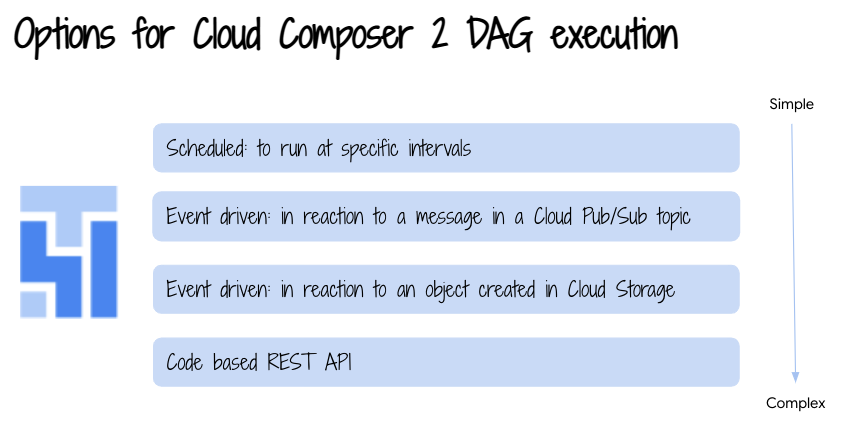 Options for Cloud Composer 2 DAG execution
Simple
Scheduled: to run at specific intervals
Event driven: in reaction to a message in a Cloud Pub/Sub topic
Event driven: in reaction to an object created in Cloud Storage
Code based REST API
Complex